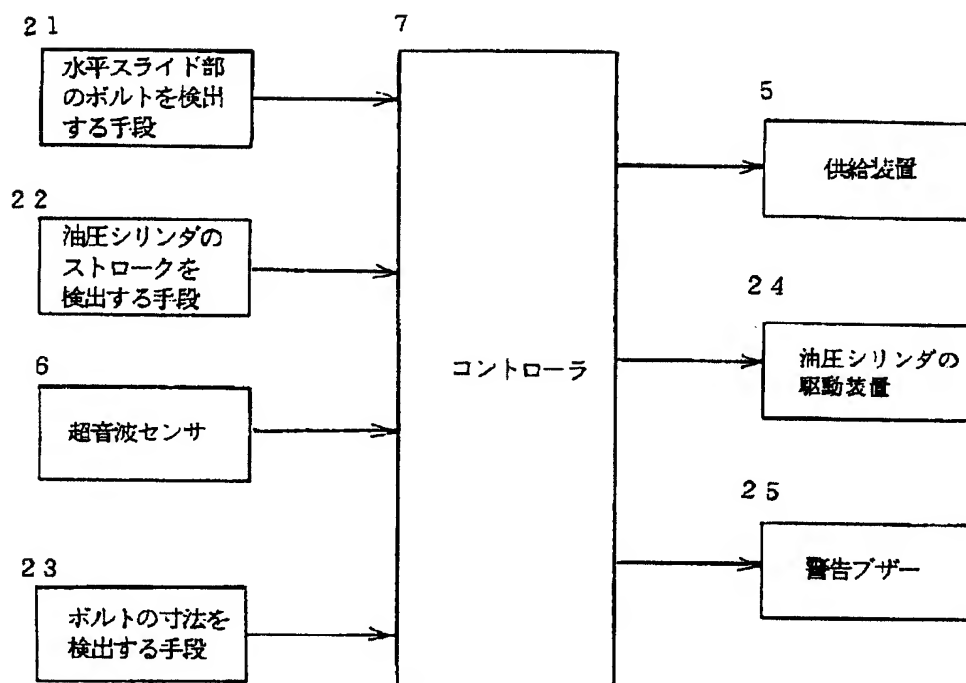 21
水平スライド部
のボルトを検出
する手段
22
油圧シリンダの
ストロークを
検出する手段
6
超音波センサ
23
ボルトの寸法を
検出する手段
7
コントローラ
5
供給装置
24
油圧シリンダの
駆動装置
25
警告ブザー